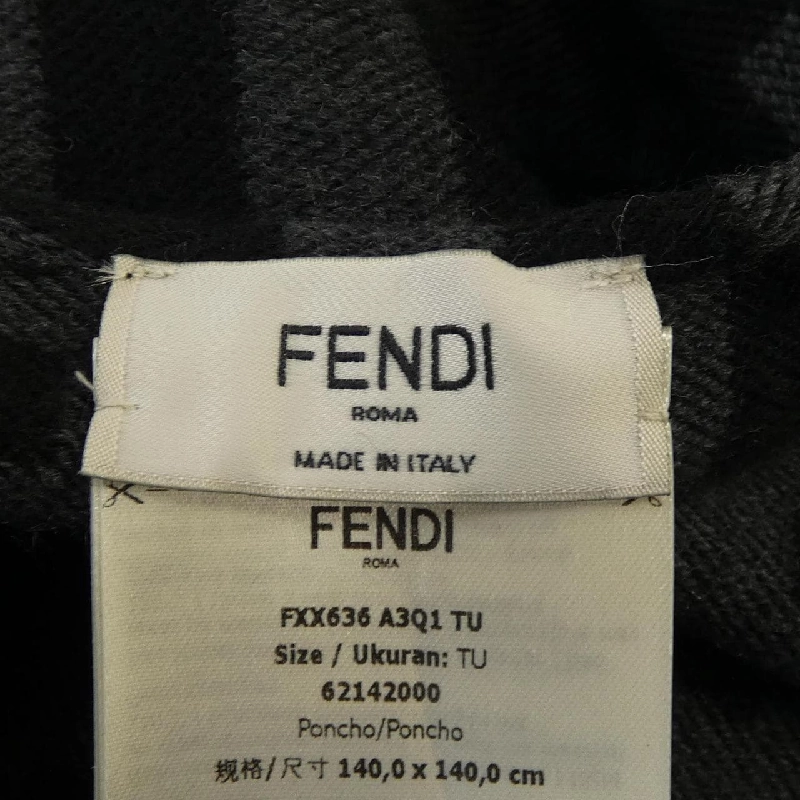 FENDI
ROMA
MADE IN ITALY
FENDI
ROMA
FXX636 A3Q1 TU
Size / Ukuran: TU
62142000
Poncho/Poncho
规格/尺寸 140,0 x 140,0 cm